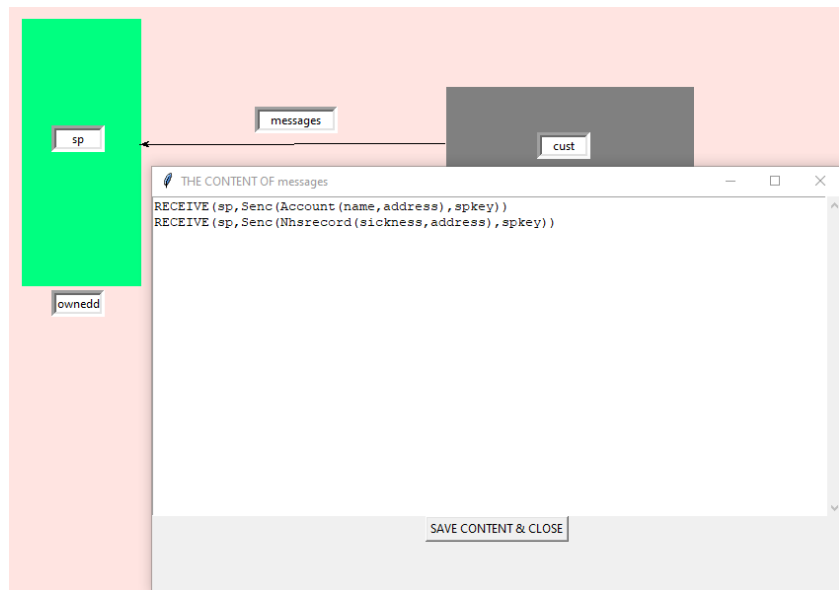 messages
sp
cust
THE CONTENT OF messages
RECEIVE(sp,Senc(Account(name,address),spkey))
RECEIVE(sp,Senc(Nhsrecord(sickness,address),spkey))
ownedd
SAVE CONTENT & CLOSE